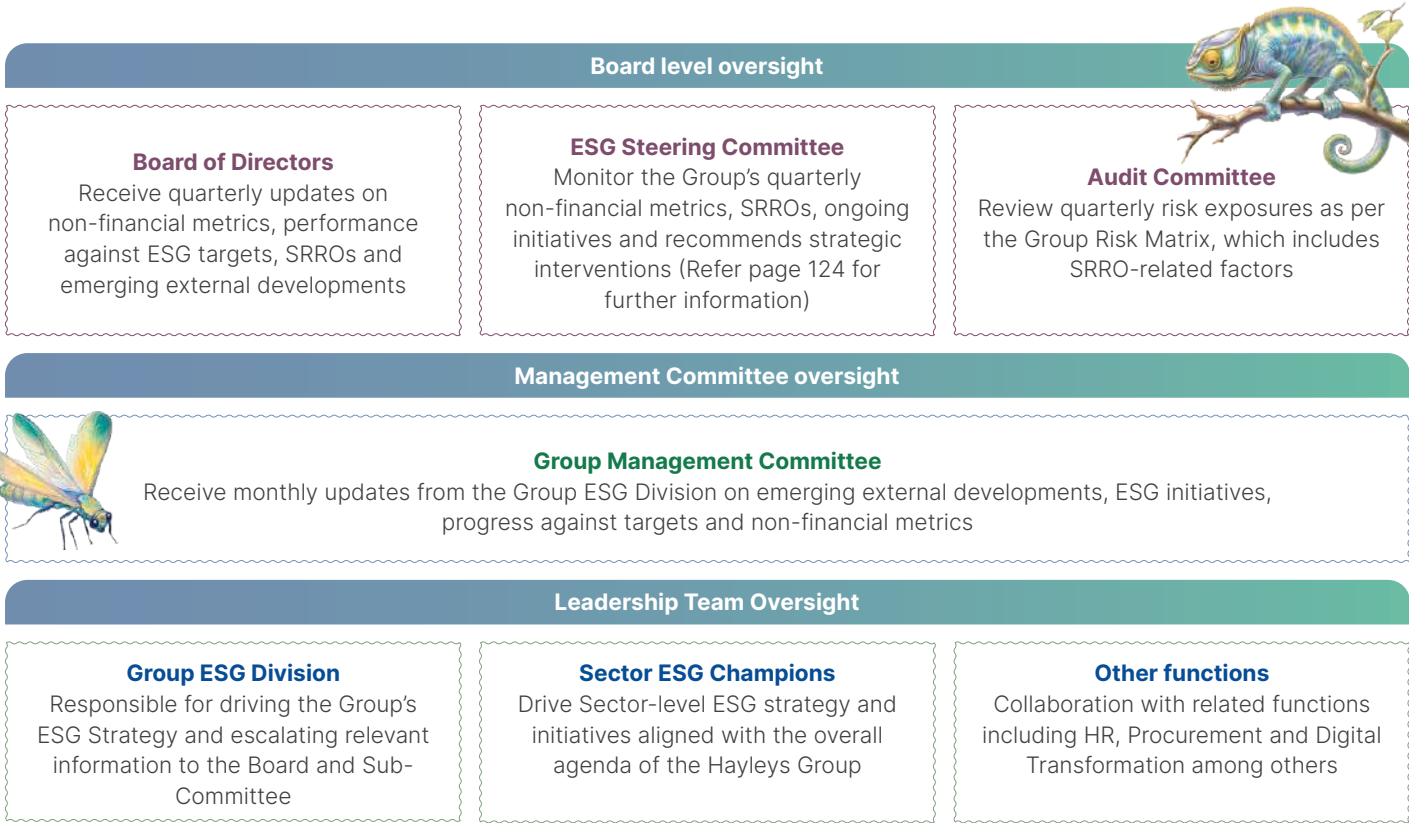 Board level oversight
Board of Directors
Receive quarterly updates on
non-financial metrics, performance
against ESG targets, SRROs and
emerging external developments
ESG Steering Committee
Monitor the Group’s quarterly
non-financial metrics, SRROs, ongoing
initiatives and recommends strategic
interventions (Refer page 124 for
further information)
Audit Committee
Review quarterly risk exposures as per
the Group Risk Matrix, which includes
SRRO-related factors
Management Committee oversight
Group Management Committee
Receive monthly updates from the Group ESG Division on emerging external developments, ESG initiatives,
progress against targets and non-financial metrics
Leadership Team Oversight
Group ESG Division
Responsible for driving the Group’s
ESG Strategy and escalating relevant
information to the Board and Sub-
Committee
Sector ESG Champions
Drive Sector-level ESG strategy and
initiatives aligned with the overall
agenda of the Hayleys Group
Other functions
Collaboration with related functions
including HR, Procurement and Digital
Transformation among others